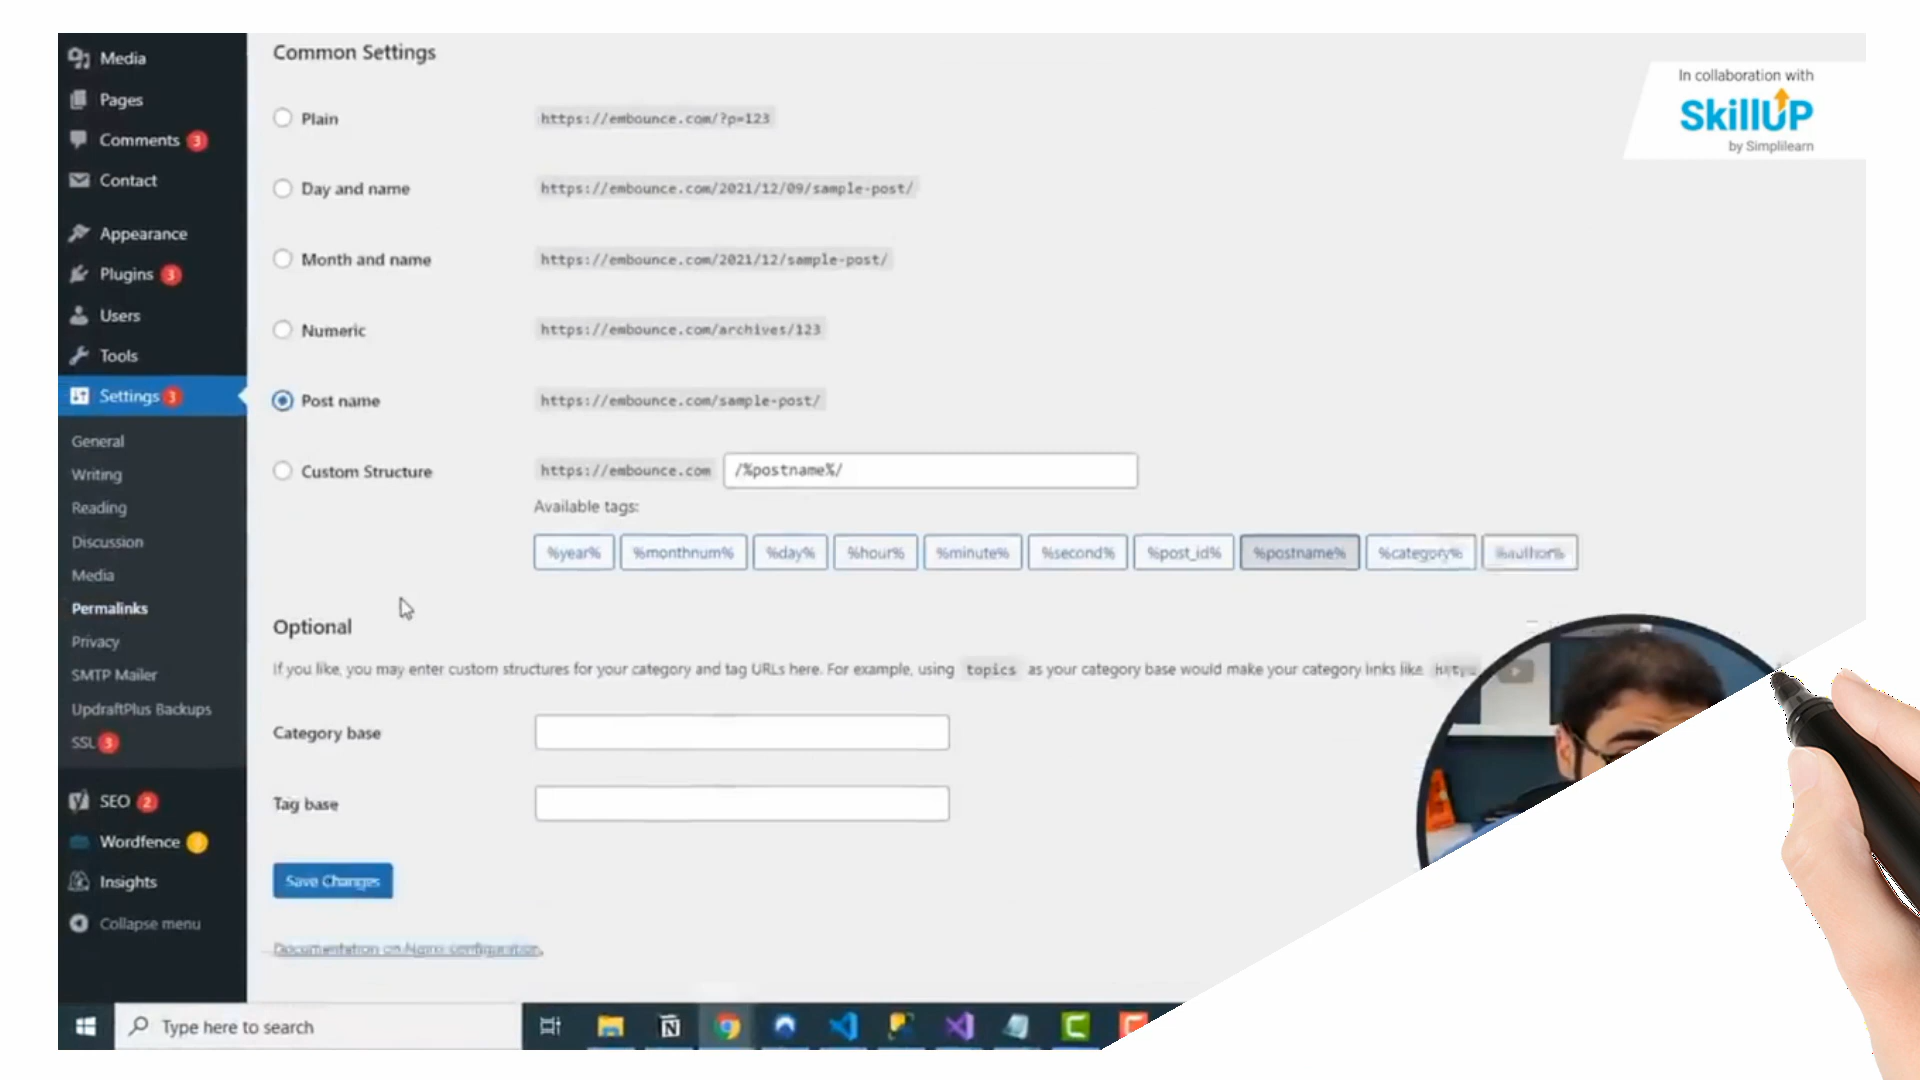 Media
Pages
Comments 3
Contact
Appearance
Plugins 3
Users
Tools
Settings 3
General
Writing
Reading
Discussion
Media
Permalinks
Privacy
SMTP Mailer
UpdraftPlus Backups
SSL 3
SEO 2
Wordfence
Insights
Collapse menu
Common Settings
Plain https://embounce.com/?p=123
Day and name https://embounce.com/2021/12/09/sample-post/
Month and name https://embounce.com/2021/12/sample-post/
Numeric https://embounce.com/archives/123
Post name https://embounce.com/sample-post/
Custom Structure https://embounce.com /%postname%/
Available tags:
%year% %monthnum% %day% %hour% %minute% %second% %post_id% %postname% %category% %author%
Optional
If you like, you may enter custom structures for your category and tag URLs here. For example, using topics as your category base would make your category links like
Category base
Tag base
Save Changes
Documentation on Nginx configuration.
In collaboration with
SkillUP
by Simplilearn
Type here to search